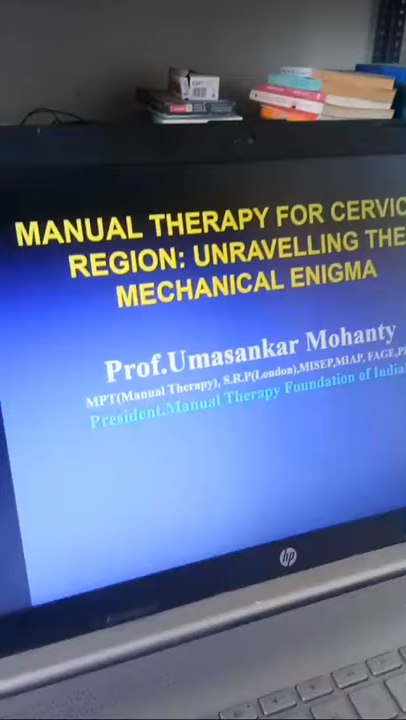 MANUAL THERAPY FOR CERVIC
REGION: UNRAVELLING THE
MECHANICAL ENIGMA
Prof.Umasankar Mohanty
MPT(Manual Therapy), S.R.P(London),MISEP,MIAP, FAGE,P
President.Manual Therapy Foundation of India
hp